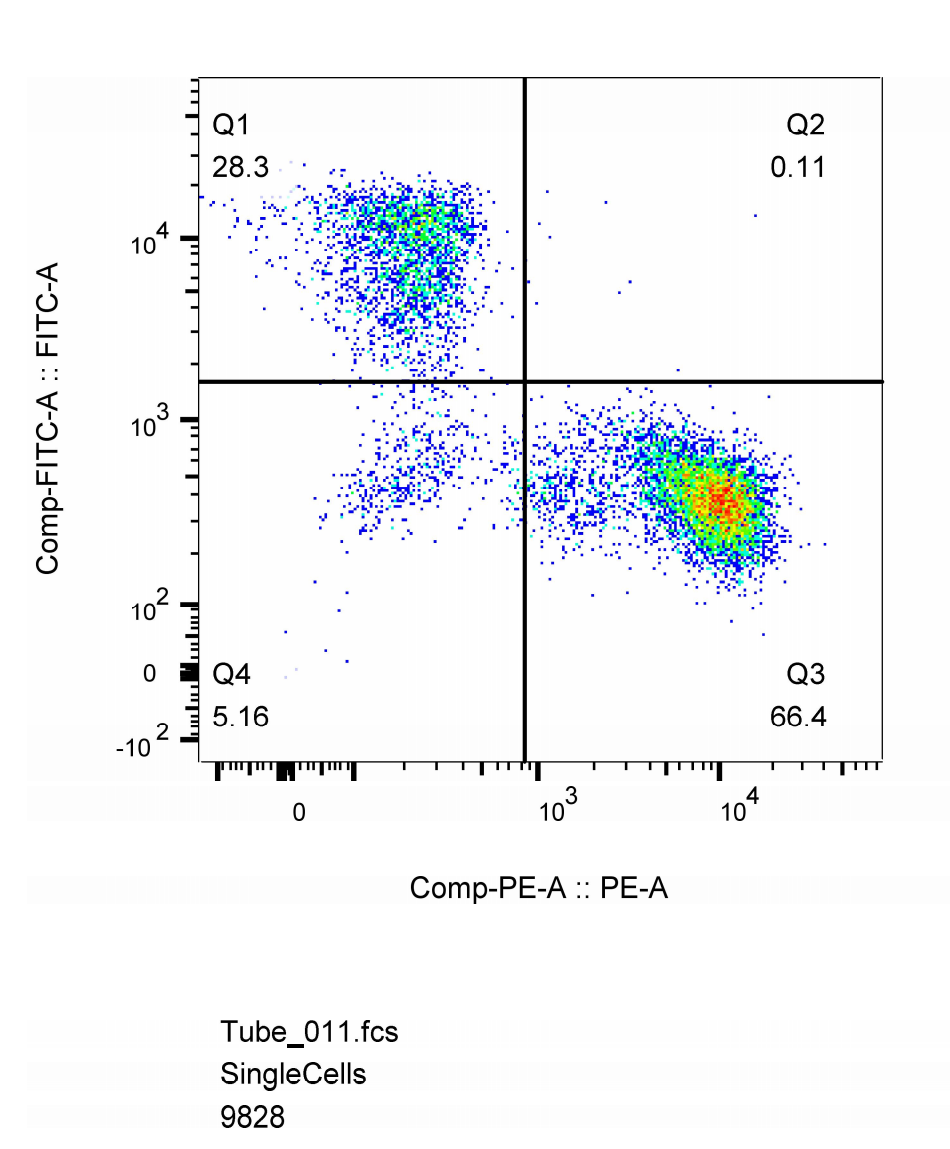 Q1
28.3
Q2
0.11
10^4
10^3
10^2
0
-10^2
Comp-FITC-A :: FITC-A
Q4
5.16
Q3
66.4
0
10^3
10^4
Comp-PE-A :: PE-A
Tube_011.fcs
SingleCells
9828